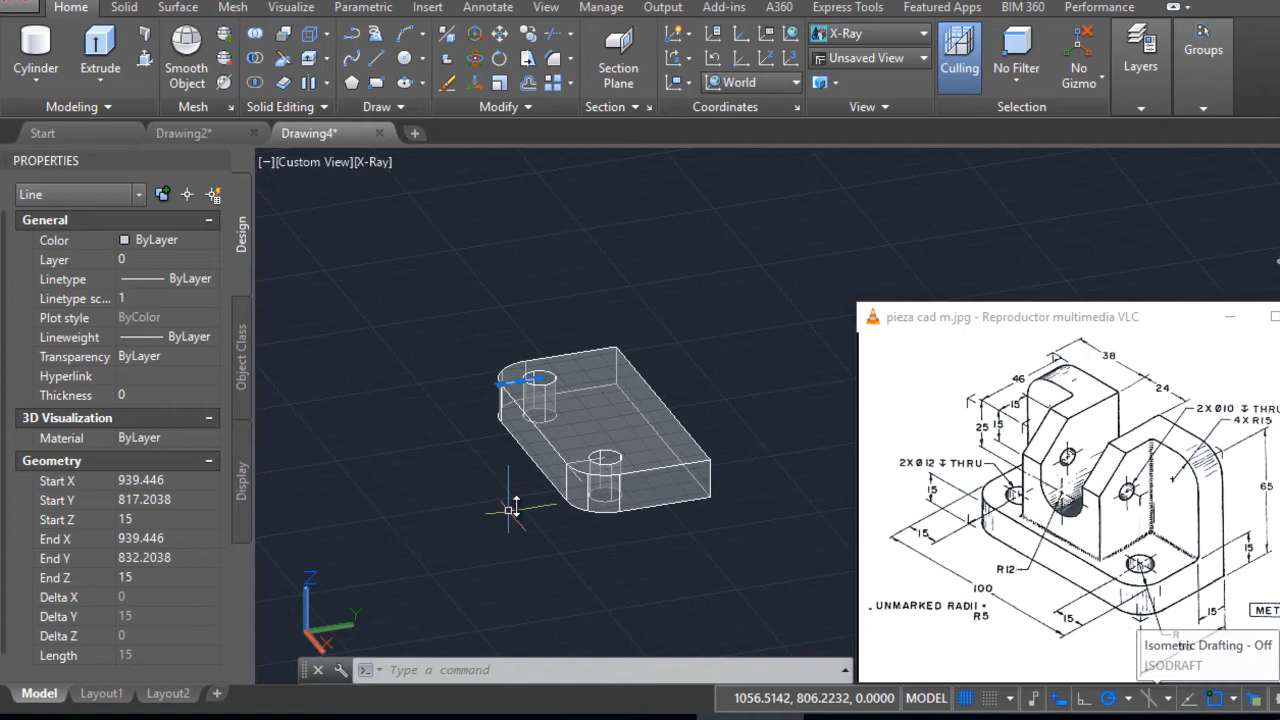 Home Solid Surface Mesh Visualize Parametric Insert Annotate View Manage Output Add-ins A360 Express Tools Featured Apps BIM 360 Performance
X-Ray
Unsaved View
World
Cylinder Extrude Smooth Object Section Plane Culling No Filter No Gizmo Layers Groups
Modeling Mesh Solid Editing Draw Modify Section Coordinates View Selection
Start Drawing2* Drawing4*
PROPERTIES
[−][Custom View][X-Ray]
Line
General
Color ByLayer
Layer 0
Linetype ByLayer
Linetype sc... 1
Plot style ByColor
Lineweight ByLayer
Transparency ByLayer
Hyperlink
Thickness 0
3D Visualization
Material ByLayer
Geometry
Start X 939.446
Start Y 817.2038
Start Z 15
End X 939.446
End Y 832.2038
End Z 15
Delta X 0
Delta Y 15
Delta Z 0
Length 15
Design
Object Class
Z
Y
X
pieza cad m.jpg - Reproductor multimedia VLC
38
46
24
15
2X Ø10 ↧ THRU
25
15
4X R15
2X Ø12 ↧ THRU
15
65
15
R12
15
100
UNMARKED RADII
R5
15
15
MET
Isometric Drafting - Off
ISODRAFT
Type a command
Model Layout1 Layout2
1056.5142, 806.2232, 0.0000 MODEL